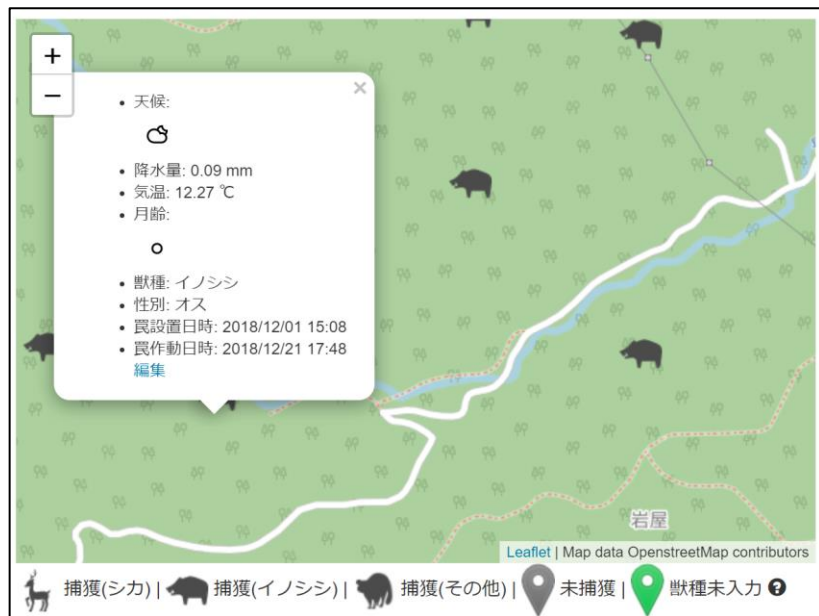 +
−
×
• 天候:
• 降水量: 0.09 mm
• 気温: 12.27 ℃
• 月齢:
• 獣種: イノシシ
• 性別: オス
• 罠設置日時: 2018/12/01 15:08
• 罠作動日時: 2018/12/21 17:48
編集
岩屋
Leaflet | Map data OpenstreetMap contributors
捕獲(シカ) | 捕獲(イノシシ) | 捕獲(その他) | 未捕獲 | 獣種未入力 ?